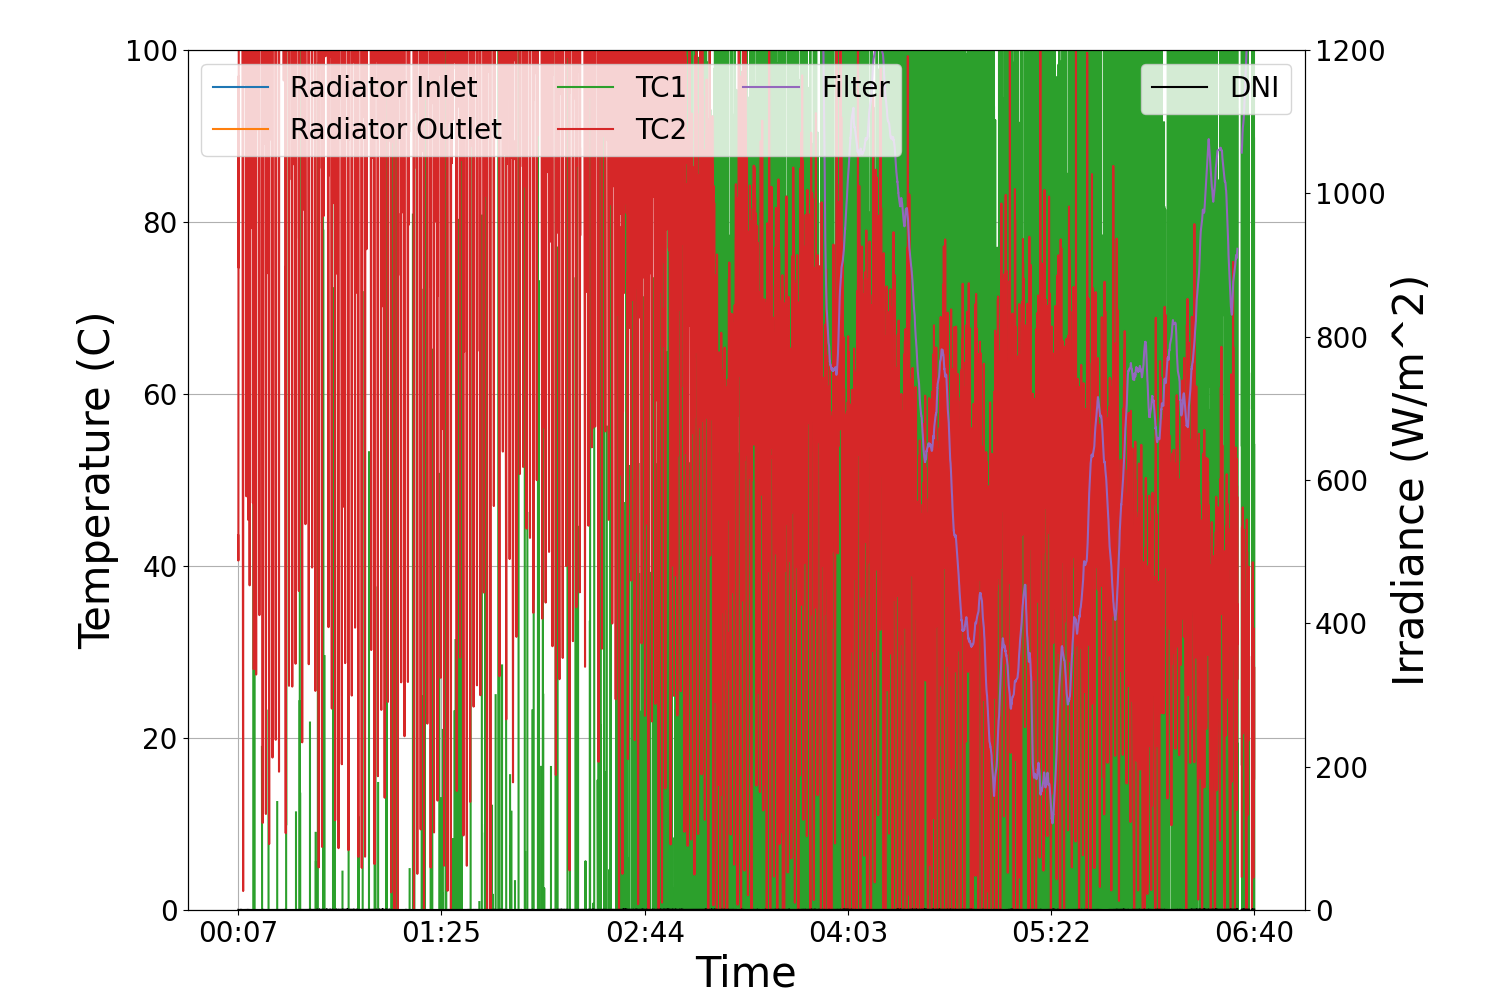 100
80
60
40
20
0
Temperature (C)
Radiator Inlet
Radiator Outlet
TC1
TC2
Filter
DNI
1200
1000
800
600
400
200
0
Irradiance (W/m^2)
00:07
01:25
02:44
04:03
05:22
06:40
Time